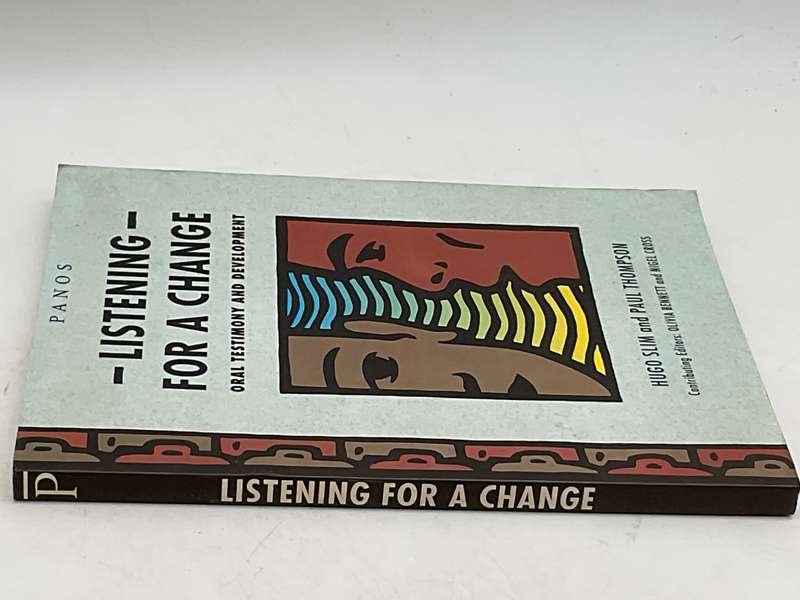 PANOS
LISTENING
FOR A CHANGE
ORAL TESTIMONY AND DEVELOPMENT
HUGO SLIM and PAUL THOMPSON
Contributing Editors: OLIVIA BENNETT and NIGEL CROSS
P
LISTENING FOR A CHANGE